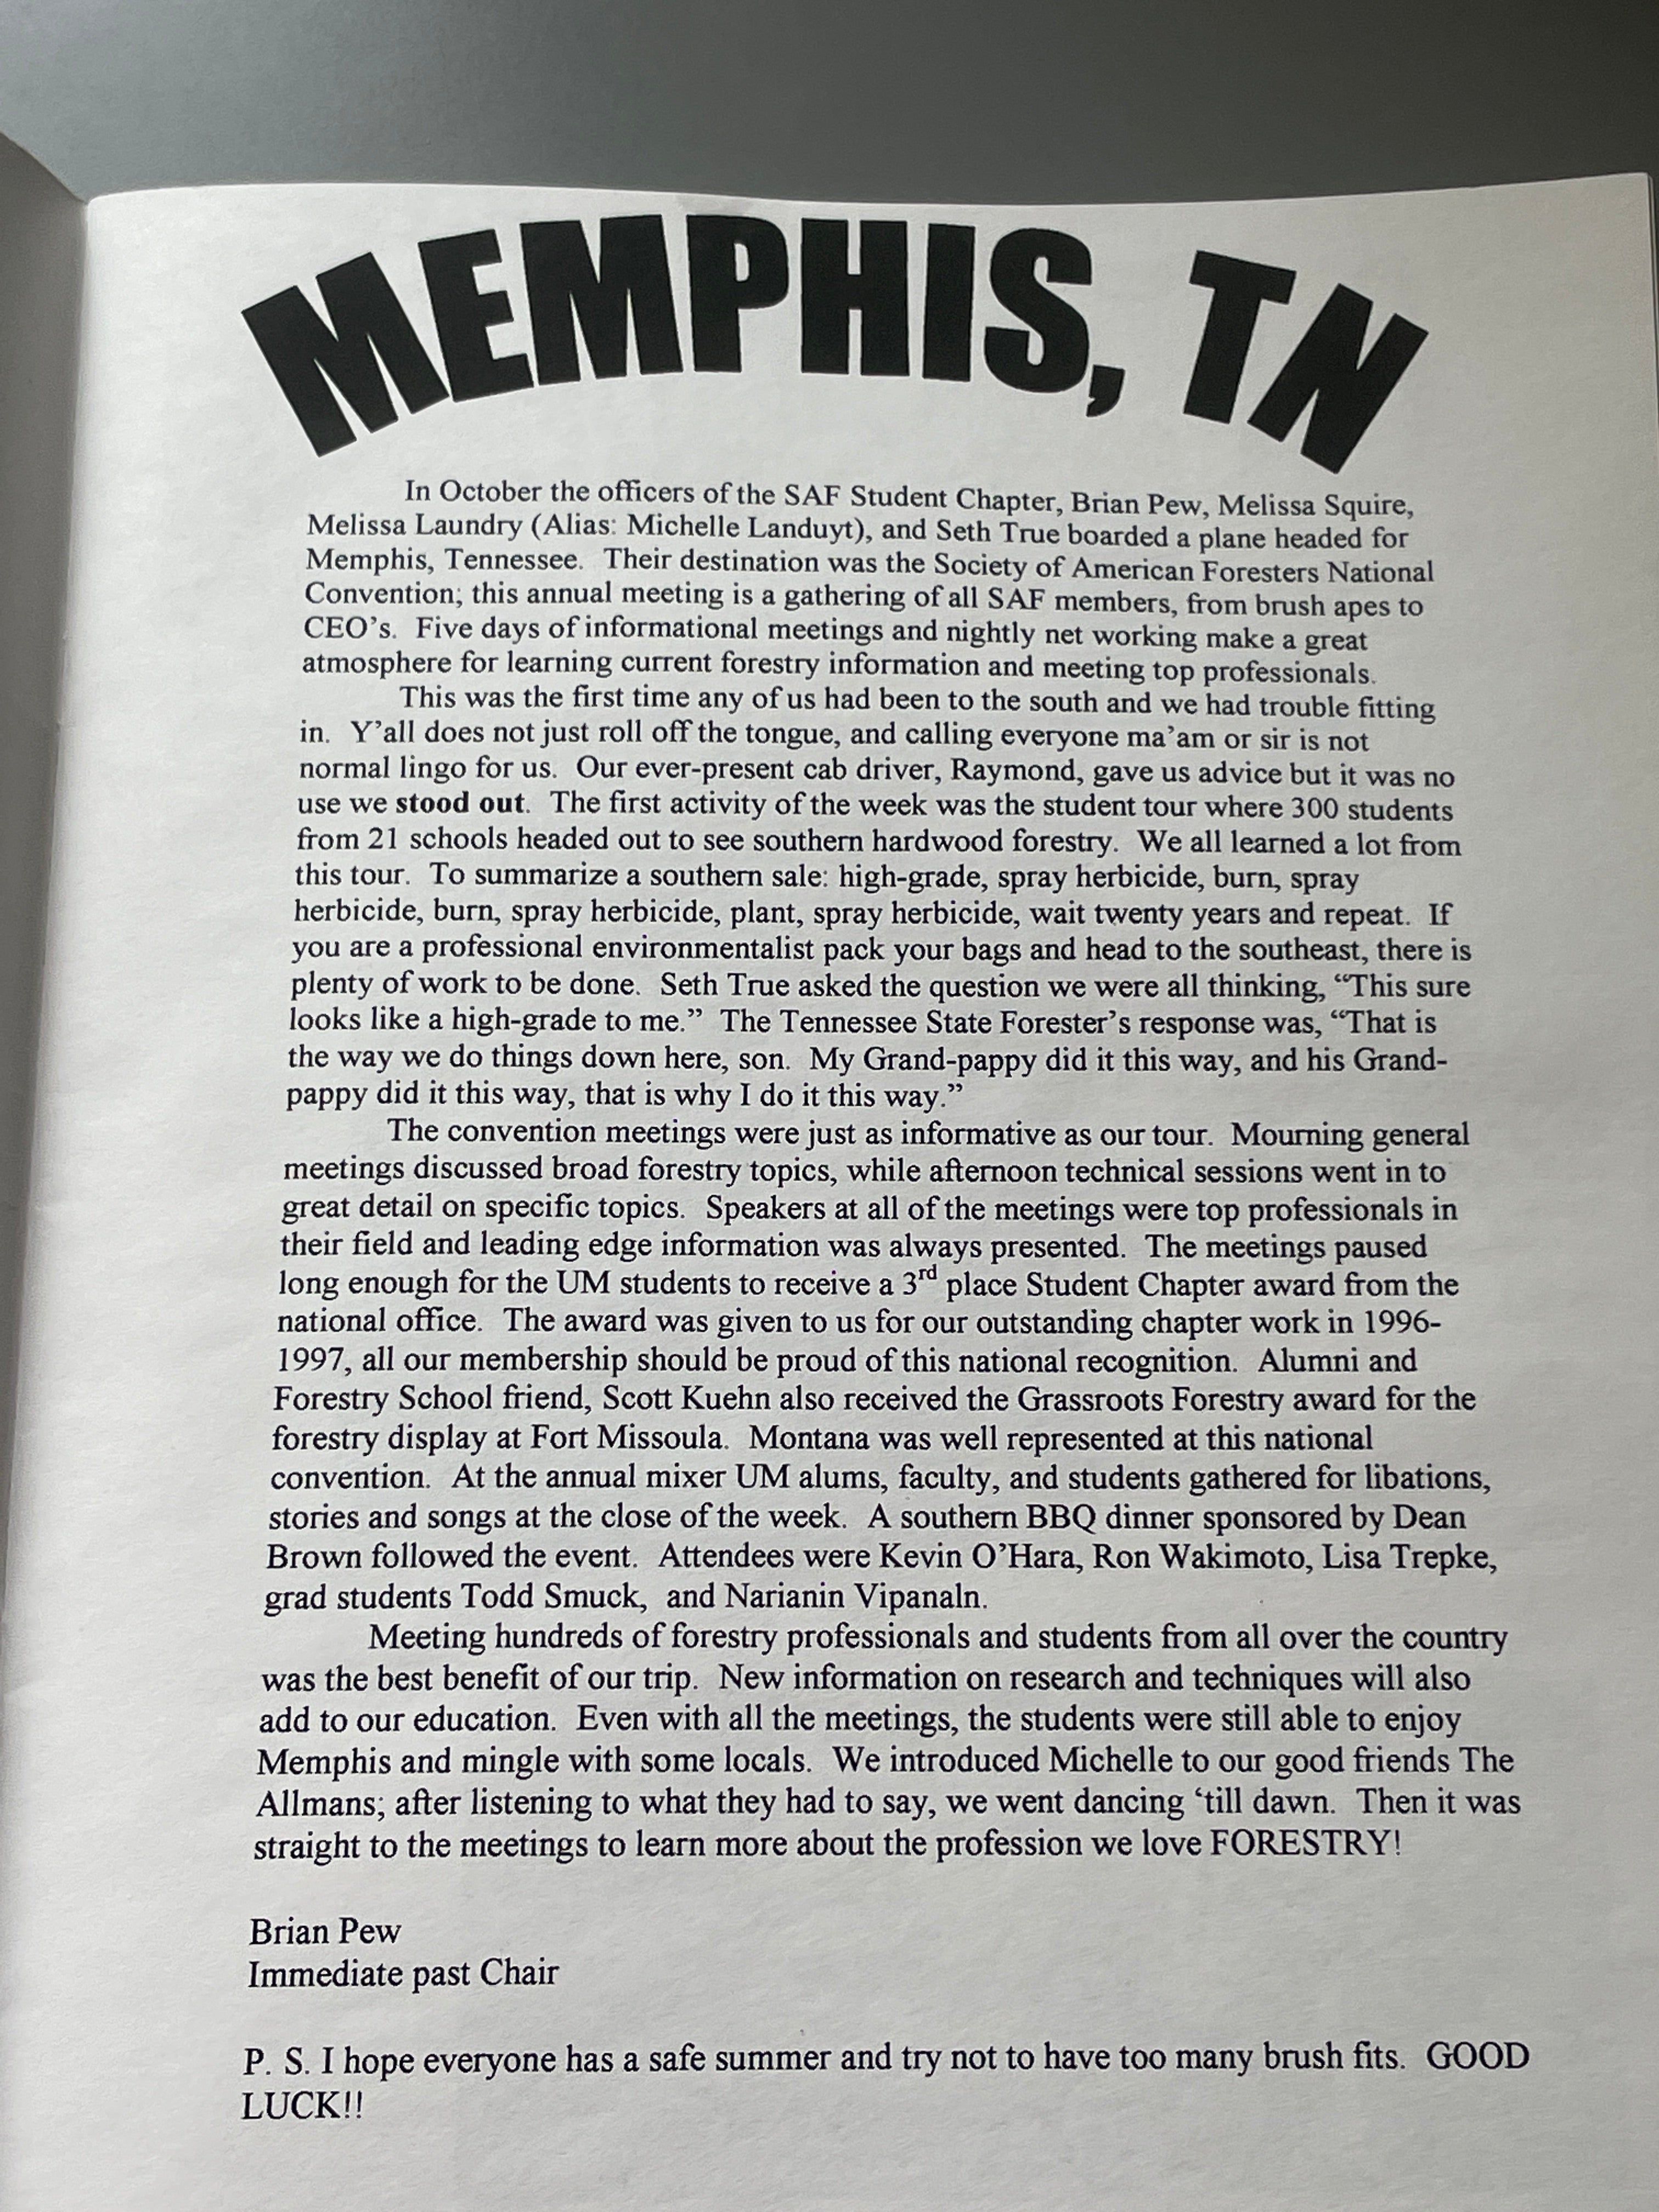 MEMPHIS, TN
In October the officers of the SAF Student Chapter, Brian Pew, Melissa Squire,
Melissa Laundry (Alias: Michelle Landuyt), and Seth True boarded a plane headed for
Memphis, Tennessee. Their destination was the Society of American Foresters National
Convention; this annual meeting is a gathering of all SAF members, from brush apes to
CEO's. Five days of informational meetings and nightly net working make a great
atmosphere for learning current forestry information and meeting top professionals.
This was the first time any of us had been to the south and we had trouble fitting
in. Y'all does not just roll off the tongue, and calling everyone ma'am or sir is not
normal lingo for us. Our ever-present cab driver, Raymond, gave us advice but it was no
use we stood out. The first activity of the week was the student tour where 300 students
from 21 schools headed out to see southern hardwood forestry. We all learned a lot from
this tour. To summarize a southern sale: high-grade, spray herbicide, burn, spray
herbicide, burn, spray herbicide, plant, spray herbicide, wait twenty years and repeat. If
you are a professional environmentalist pack your bags and head to the southeast, there is
plenty of work to be done. Seth True asked the question we were all thinking, “This sure
looks like a high-grade to me.” The Tennessee State Forester's response was, “That is
the way we do things down here, son. My Grand-pappy did it this way, and his Grand-
pappy did it this way, that is why I do it this way.”
The convention meetings were just as informative as our tour. Mourning general
meetings discussed broad forestry topics, while afternoon technical sessions went in to
great detail on specific topics. Speakers at all of the meetings were top professionals in
their field and leading edge information was always presented. The meetings paused
long enough for the UM students to receive a 3rd place Student Chapter award from the
national office. The award was given to us for our outstanding chapter work in 1996-
1997, all our membership should be proud of this national recognition. Alumni and
Forestry School friend, Scott Kuehn also received the Grassroots Forestry award for the
forestry display at Fort Missoula. Montana was well represented at this national
convention. At the annual mixer UM alums, faculty, and students gathered for libations,
stories and songs at the close of the week. A southern BBQ dinner sponsored by Dean
Brown followed the event. Attendees were Kevin O'Hara, Ron Wakimoto, Lisa Trepke,
grad students Todd Smuck, and Narianin Vipanaln.
Meeting hundreds of forestry professionals and students from all over the country
was the best benefit of our trip. New information on research and techniques will also
add to our education. Even with all the meetings, the students were still able to enjoy
Memphis and mingle with some locals. We introduced Michelle to our good friends The
Allmans; after listening to what they had to say, we went dancing ‘till dawn. Then it was
straight to the meetings to learn more about the profession we love FORESTRY!
Brian Pew
Immediate past Chair
P. S. I hope everyone has a safe summer and try not to have too many brush fits. GOOD
LUCK!!